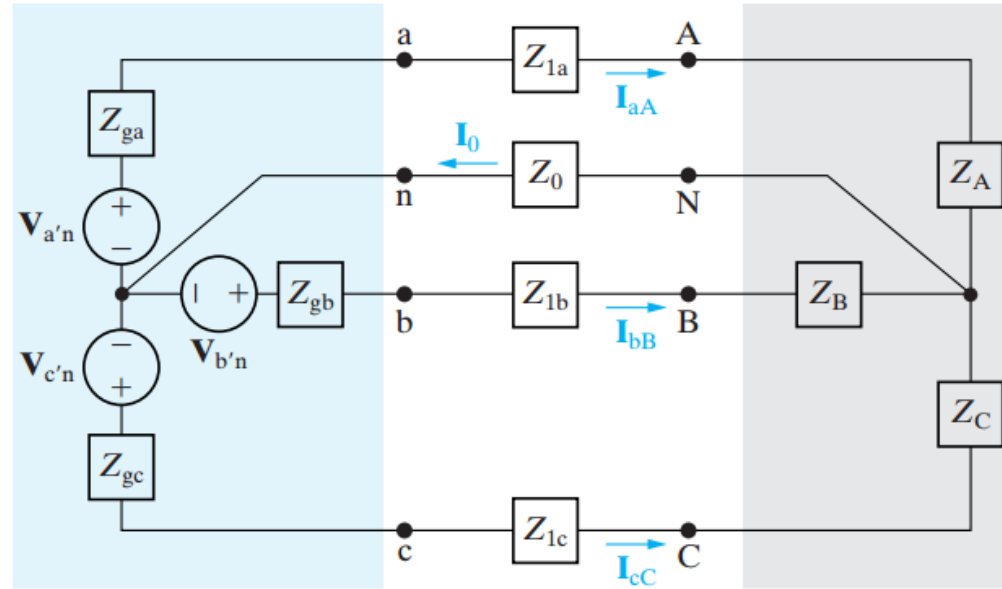 a
Z1a
A
IaA
Zga
I0
n
Z0
N
ZA
Va′n
+
−
− +
Vb′n
Zgb
b
Z1b
IbB
B
ZB
Vc′n
−
+
Zgc
ZC
c
Z1c
IcC
C